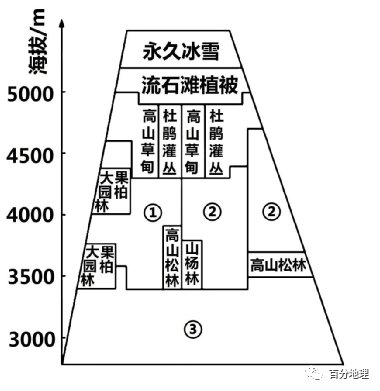 海拔/m
永久冰雪
流石滩植被
5000
高山草甸
杜鹃灌丛
高山草甸
杜鹃灌丛
4500
大果园柏林
①
②
②
4000
大果园柏林
高山松林
山杨林
高山松林
3500
③
3000
百分地理